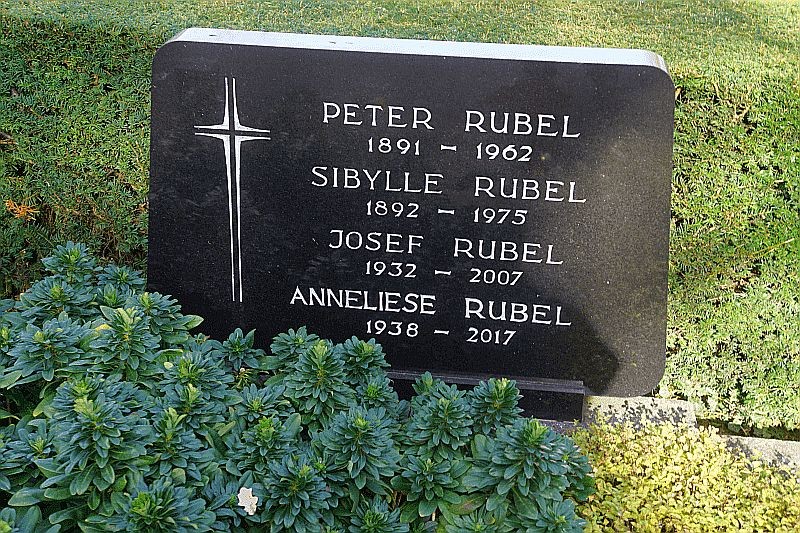 PETER RUBEL
1891 – 1962
SIBYLLE RUBEL
1892 – 1975
JOSEF RUBEL
1932 – 2007
ANNELIESE RUBEL
1938 – 2017